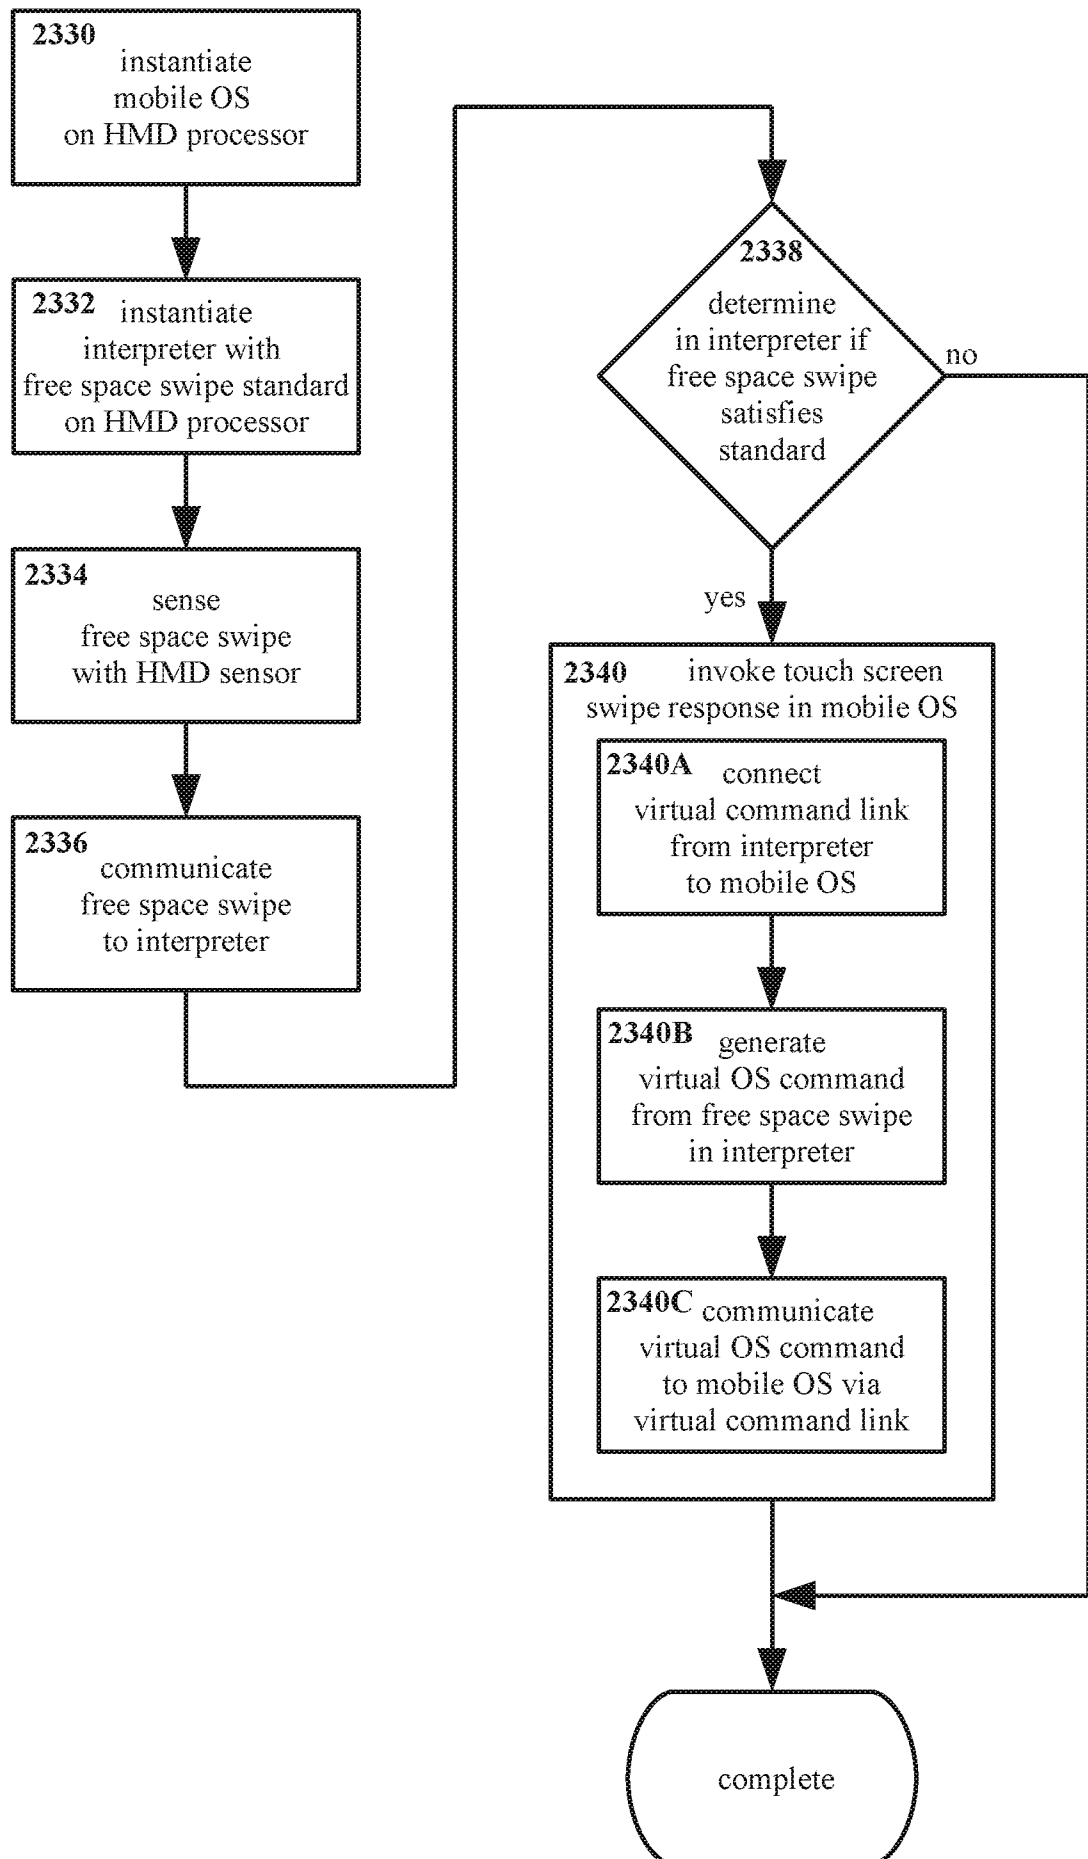 2330
instantiate
mobile OS
on HMD processor
2332 instantiate
interpreter with
free space swipe standard
on HMD processor
2334
sense
free space swipe
with HMD sensor
2336
communicate
free space swipe
to interpreter
2338
determine
in interpreter if
free space swipe
satisfies
standard
no
yes
2340 invoke touch screen
swipe response in mobile OS
2340A connect
virtual command link
from interpreter
to mobile OS
2340B generate
virtual OS command
from free space swipe
in interpreter
2340C communicate
virtual OS command
to mobile OS via
virtual command link
complete